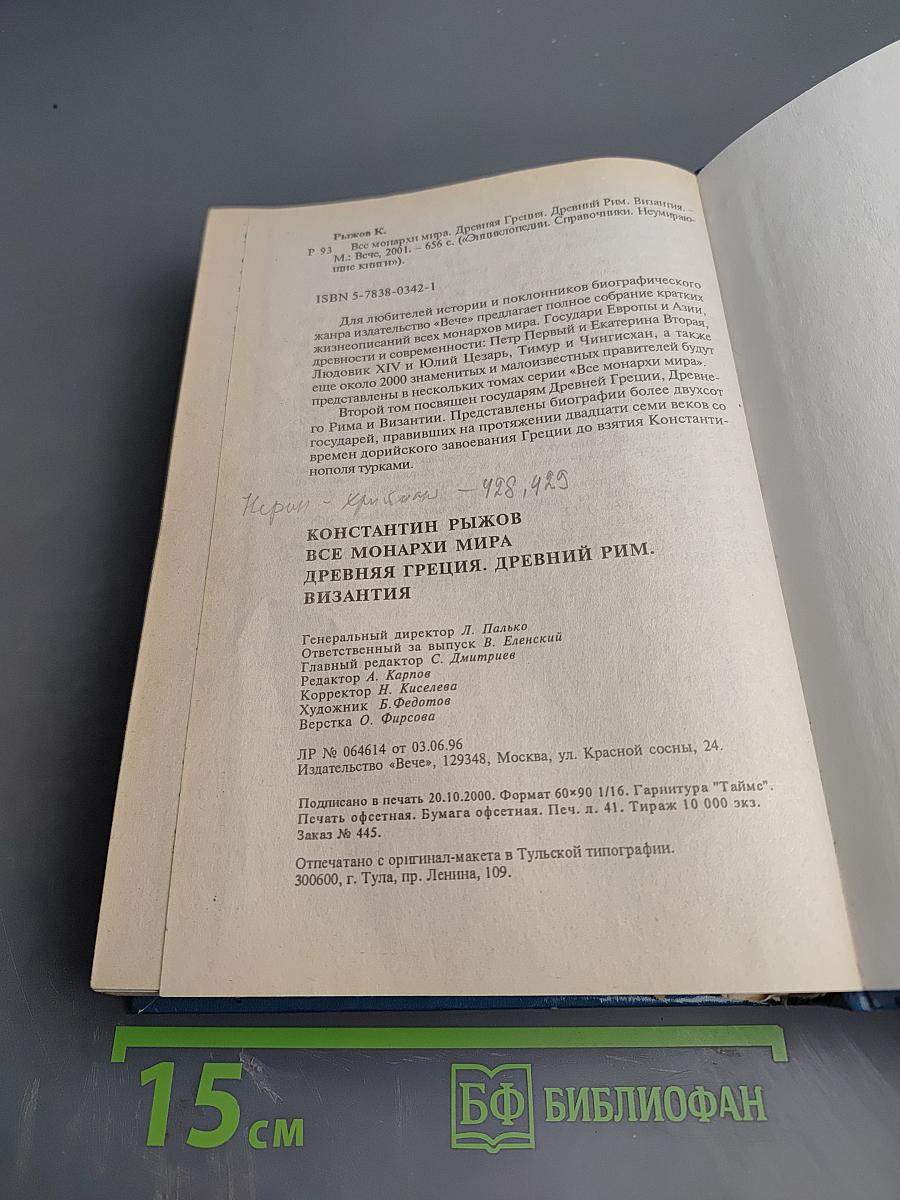 Рыжов К.
Р 93 Все монархи мира. Древняя Греция. Древний Рим. Византия. –
М.: Вече, 2001. – 656 с. («Энциклопедии. Справочники. Неумираю-
щие книги»).
ISBN 5-7838-0342-1
Для любителей истории и поклонников биографического
жанра издательство «Вече» предлагает полное собрание кратких
жизнеописаний всех монархов мира. Государи Европы и Азии,
древности и современности: Петр Первый и Екатерина Вторая,
Людовик XIV и Юлий Цезарь, Тимур и Чингисхан, а также
еще около 2000 знаменитых и малоизвестных правителей будут
представлены в нескольких томах серии «Все монархи мира».
Второй том посвящен государям Древней Греции, Древне-
го Рима и Византии. Представлены биографии более двухсот
государей, правивших на протяжении двадцати семи веков со
времен дорийского завоевания Греции до взятия Константи-
нополя турками.
Нерон – – 428, 429
КОНСТАНТИН РЫЖОВ
ВСЕ МОНАРХИ МИРА
ДРЕВНЯЯ ГРЕЦИЯ. ДРЕВНИЙ РИМ.
ВИЗАНТИЯ
Генеральный директор Л. Палько
Ответственный за выпуск В. Еленский
Главный редактор С. Дмитриев
Редактор А. Карпов
Корректор Н. Киселева
Художник Б.Федотов
Верстка О. Фирсова
ЛР № 064614 от 03.06.96
Издательство «Вече», 129348, Москва, ул. Красной сосны, 24.
Подписано в печать 20.10.2000. Формат 60×90 1/16. Гарнитура "Таймс".
Печать офсетная. Бумага офсетная. Печ. л. 41. Тираж 10 000 экз.
Заказ № 445.
Отпечатано с оригинал-макета в Тульской типографии.
300600, г. Тула, пр. Ленина, 109.
15 см
БФ БИБЛИОФАН